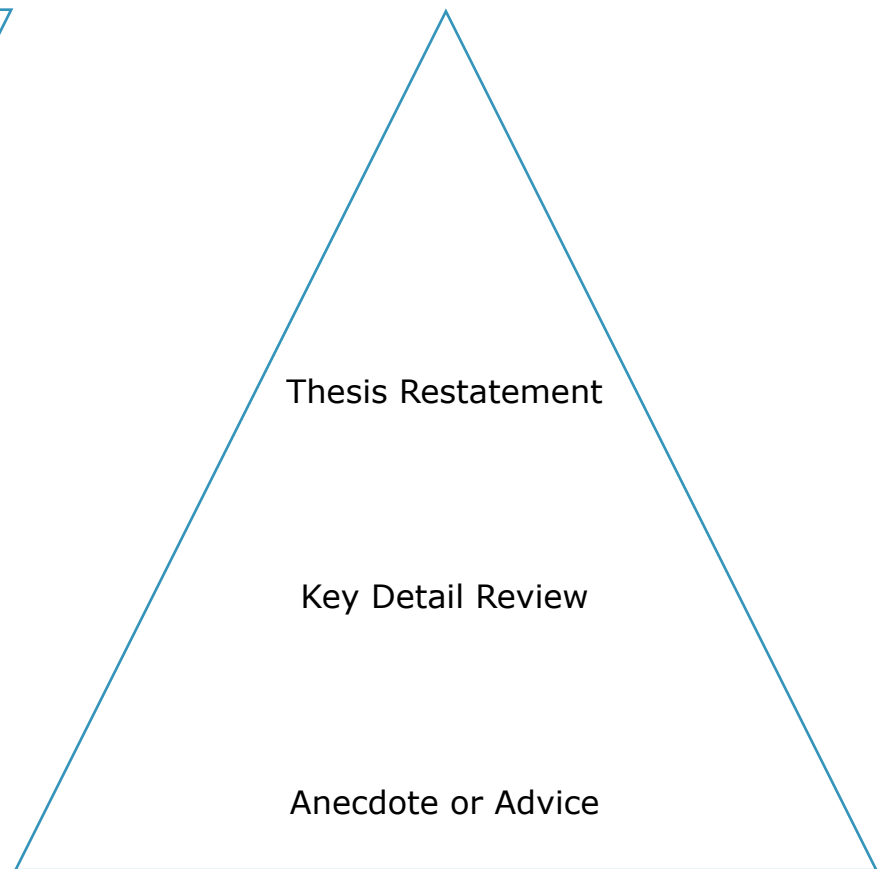 Thesis Restatement
Key Detail Review
Anecdote or Advice